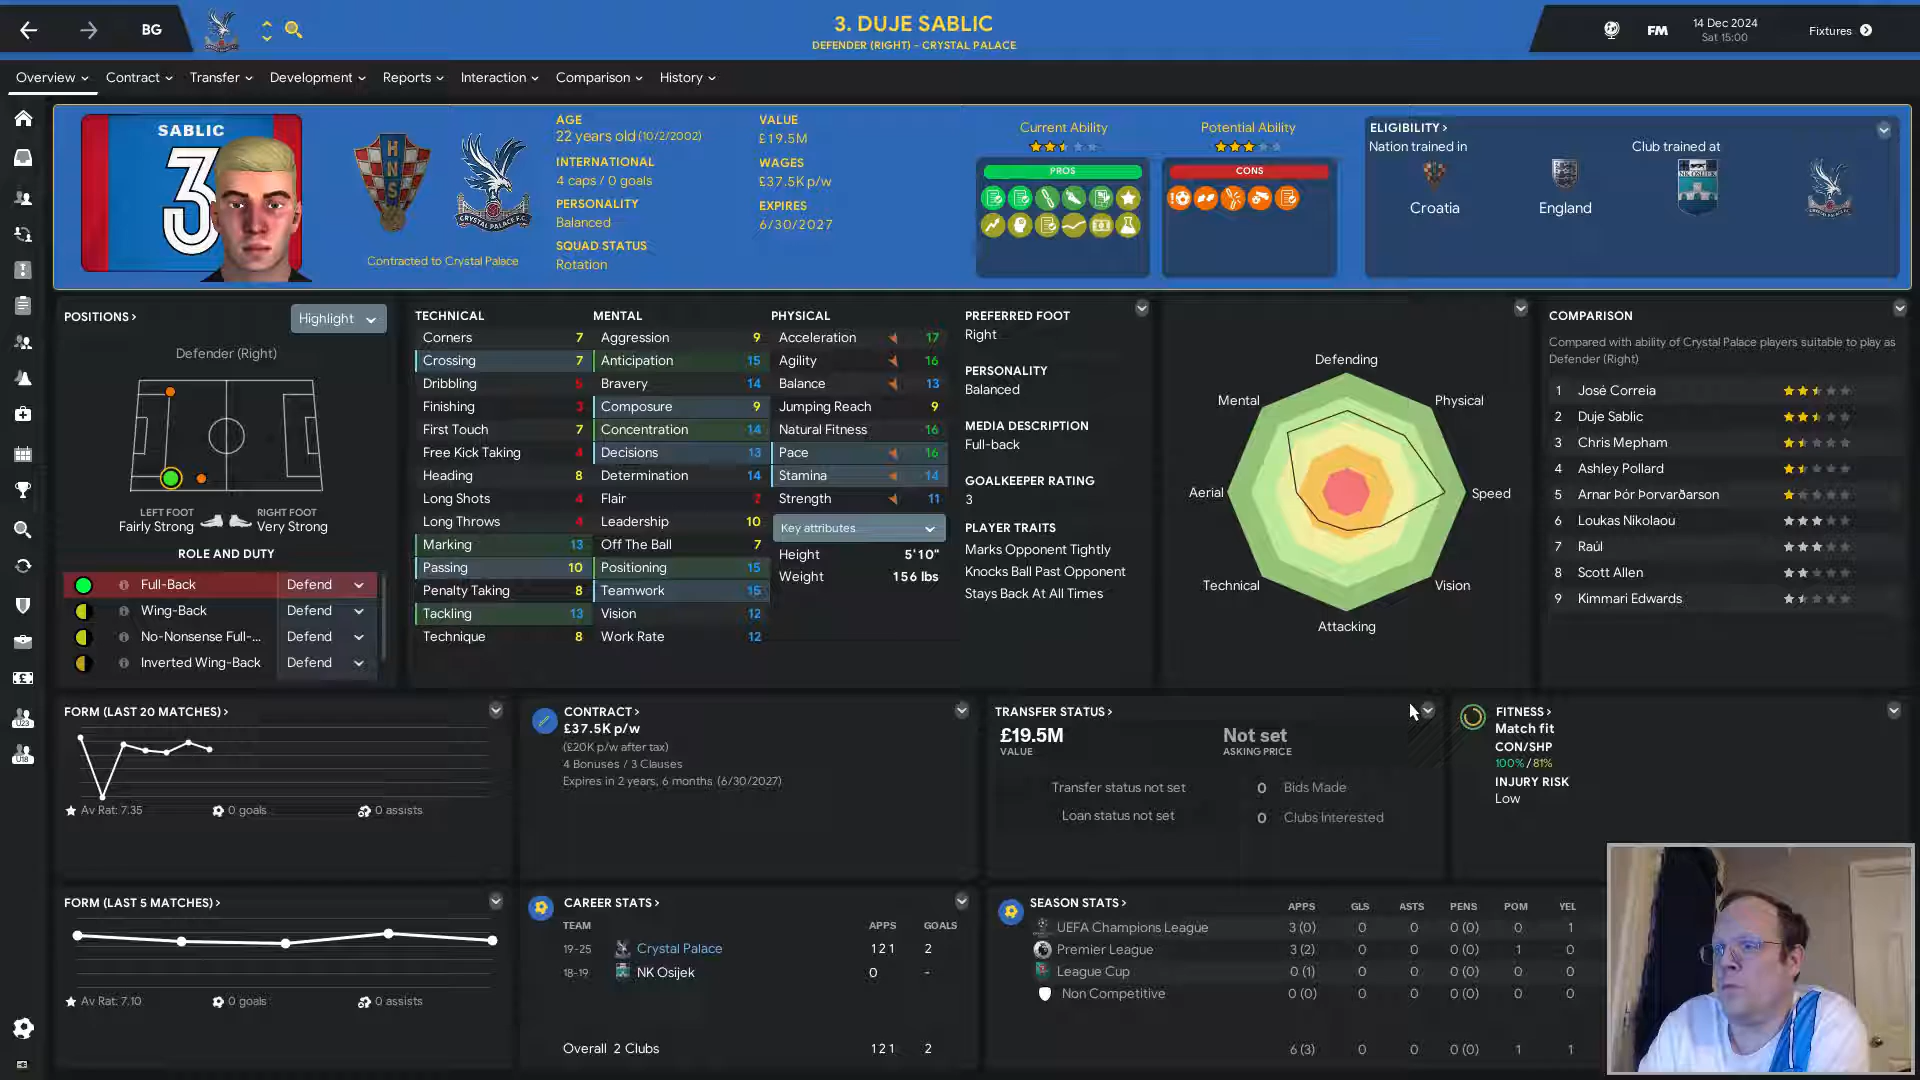 BG
3. DUJE SABLIC
DEFENDER (RIGHT) - CRYSTAL PALACE
FM
14 Dec 2024
Sat 15:00
Fixtures
Overview
Contract
Transfer
Development
Reports
Interaction
Comparison
History
SABLIC
3
HNS
CRYSTAL PALACE F.C.
Contracted to Crystal Palace
AGE
22 years old (10/2/2002)
INTERNATIONAL
4 caps / 0 goals
PERSONALITY
Balanced
SQUAD STATUS
Rotation
VALUE
£19.5M
WAGES
£37.5K p/w
EXPIRES
6/30/2027
Current Ability
PROS
Potential Ability
CONS
ELIGIBILITY>
Nation trained in
Croatia
England
Club trained at
POSITIONS>
Highlight
Defender (Right)
LEFT FOOT
Fairly Strong
RIGHT FOOT
Very Strong
ROLE AND DUTY
Full-Back Defend
Wing-Back Defend
No-Nonsense Full-... Defend
Inverted Wing-Back Defend
TECHNICAL
Corners 7
Crossing 7
Dribbling 5
Finishing 3
First Touch 7
Free Kick Taking 4
Heading 8
Long Shots 4
Long Throws 4
Marking 13
Passing 10
Penalty Taking 8
Tackling 13
Technique 8
MENTAL
Aggression 9
Anticipation 15
Bravery 14
Composure 9
Concentration 14
Decisions 13
Determination 14
Flair 7
Leadership 10
Off The Ball 7
Positioning 15
Teamwork 15
Vision 12
Work Rate 12
PHYSICAL
Acceleration 17
Agility 16
Balance 13
Jumping Reach 9
Natural Fitness 16
Pace 16
Stamina 14
Strength 11
Key attributes
Height 5'10"
Weight 156 lbs
PREFERRED FOOT
Right
PERSONALITY
Balanced
MEDIA DESCRIPTION
Full-back
GOALKEEPER RATING
3
PLAYER TRAITS
Marks Opponent Tightly
Knocks Ball Past Opponent
Stays Back At All Times
Defending
Physical
Speed
Vision
Attacking
Technical
Aerial
Mental
COMPARISON
Compared with ability of Crystal Palace players suitable to play as
Defender (Right)
1 José Correia
2 Duje Sablic
3 Chris Mepham
4 Ashley Pollard
5 Arnar Þór Þorvarðarson
6 Loukas Nikolaou
7 Raúl
8 Scott Allen
9 Kimmari Edwards
FORM (LAST 20 MATCHES)>
Av Rat: 7.35
0 goals
0 assists
CONTRACT>
£37.5K p/w
(£20K p/w after tax)
4 Bonuses / 3 Clauses
Expires in 2 years, 6 months (6/30/2027)
TRANSFER STATUS>
£19.5M
VALUE
Not set
ASKING PRICE
Transfer status not set
0 Bids Made
Loan status not set
0 Clubs Interested
FITNESS>
Match fit
CON/SHP
100% / 81%
INJURY RISK
Low
FORM (LAST 5 MATCHES)>
Av Rat: 7.10
0 goals
0 assists
CAREER STATS>
TEAM APPS GOALS
19-25 Crystal Palace 121 2
18-19 NK Osijek 0 -
Overall 2 Clubs 121 2
SEASON STATS> APPS GLS ASTS PENS POM YEL
UEFA Champions League 3 (0) 0 0 0 (0) 0 1
Premier League 3 (2) 0 0 0 (0) 1 0
League Cup 0 (1) 0 0 0 (0) 0 0
Non Competitive 0 (0) 0 0 0 (0) 0 0
6 (3) 0 0 0 (0) 1 1
U23
U18